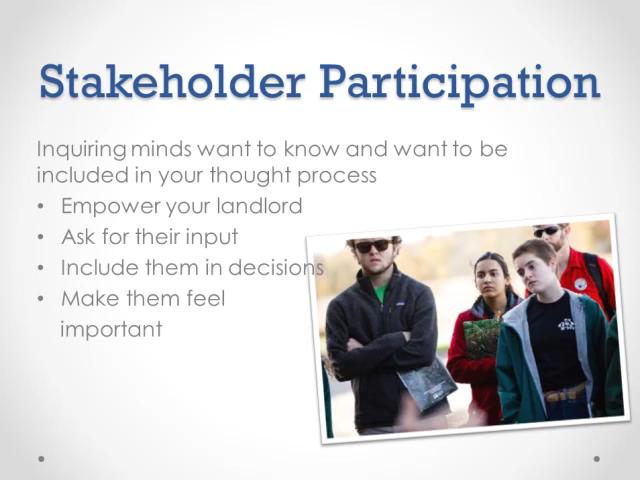 Stakeholder Participation
Inquiring minds want to know and want to be
included in your thought process
• Empower your landlord
• Ask for their input
• Include them in decisions
• Make them feel
important